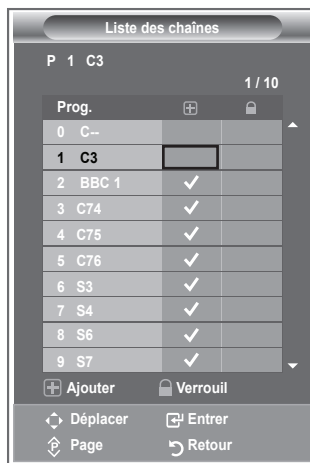 Liste des chaînes
P 1 C3
1 / 10
Prog.
0 C--
1 C3
2 BBC 1
3 C74
4 C75
5 C76
6 S3
7 S4
8 S6
9 S7
Ajouter Verrouil
Déplacer Entrer
Page Retour